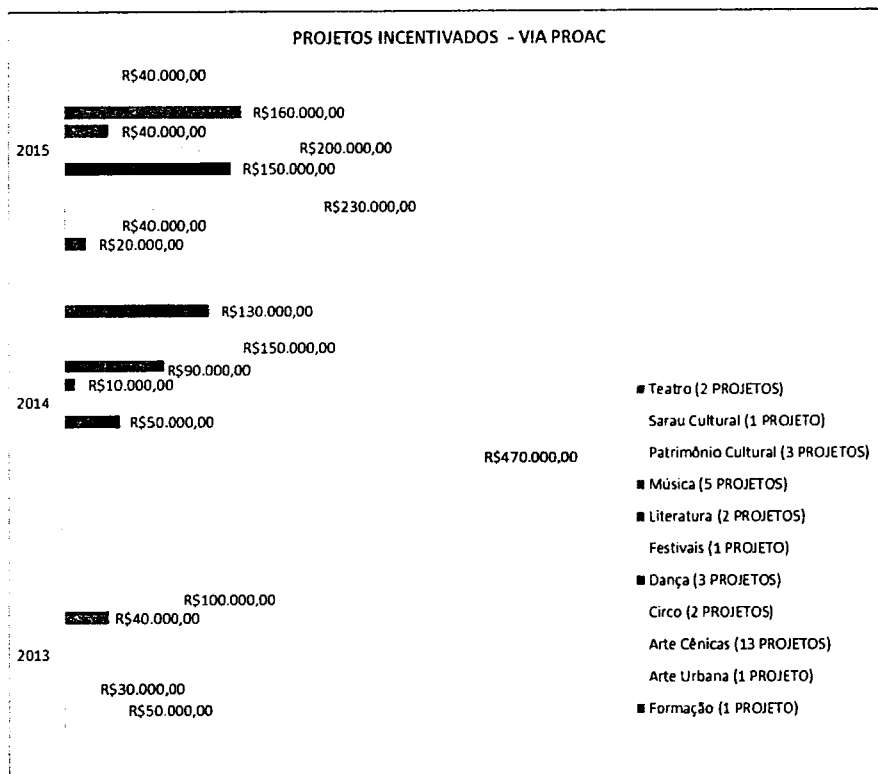 PROJETOS INCENTIVADOS - VIA PROAC
R$40.000,00
R$160.000,00
R$40.000,00
2015
R$200.000,00
R$150.000,00
R$230.000,00
R$40.000,00
R$20.000,00
R$130.000,00
R$150.000,00
R$90.000,00
R$10.000,00
2014
R$50.000,00
R$470.000,00
R$100.000,00
R$40.000,00
2013
R$30.000,00
R$50.000,00
Teatro (2 PROJETOS)
Sarau Cultural (1 PROJETO)
Patrimônio Cultural (3 PROJETOS)
Música (5 PROJETOS)
Literatura (2 PROJETOS)
Festivais (1 PROJETO)
Dança (3 PROJETOS)
Circo (2 PROJETOS)
Arte Cênicas (13 PROJETOS)
Arte Urbana (1 PROJETO)
Formação (1 PROJETO)